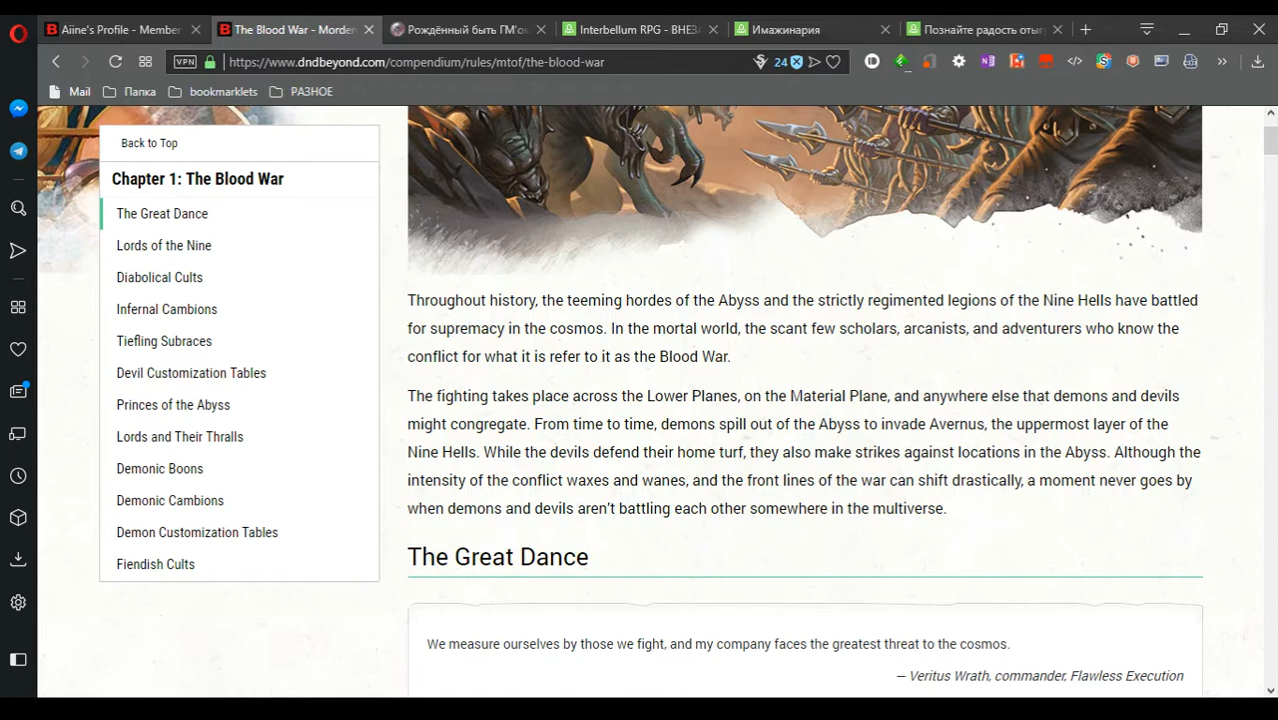 Aiine's Profile - Member
The Blood War - Morden
Рождённый быть ГМ'о
Interbellum RPG - ВНЕЗ
Имажинария
Познайте радость отыг
VPN
https://www.dndbeyond.com/compendium/rules/mtof/the-blood-war
24
Mail
Папка
bookmarklets
РАЗНОЕ
Back to Top
Chapter 1: The Blood War
The Great Dance
Lords of the Nine
Diabolical Cults
Infernal Cambions
Tiefling Subraces
Devil Customization Tables
Princes of the Abyss
Lords and Their Thralls
Demonic Boons
Demonic Cambions
Demon Customization Tables
Fiendish Cults
Throughout history, the teeming hordes of the Abyss and the strictly regimented legions of the Nine Hells have battled
for supremacy in the cosmos. In the mortal world, the scant few scholars, arcanists, and adventurers who know the
conflict for what it is refer to it as the Blood War.
The fighting takes place across the Lower Planes, on the Material Plane, and anywhere else that demons and devils
might congregate. From time to time, demons spill out of the Abyss to invade Avernus, the uppermost layer of the
Nine Hells. While the devils defend their home turf, they also make strikes against locations in the Abyss. Although the
intensity of the conflict waxes and wanes, and the front lines of the war can shift drastically, a moment never goes by
when demons and devils aren't battling each other somewhere in the multiverse.
The Great Dance
We measure ourselves by those we fight, and my company faces the greatest threat to the cosmos.
— Veritus Wrath, commander, Flawless Execution